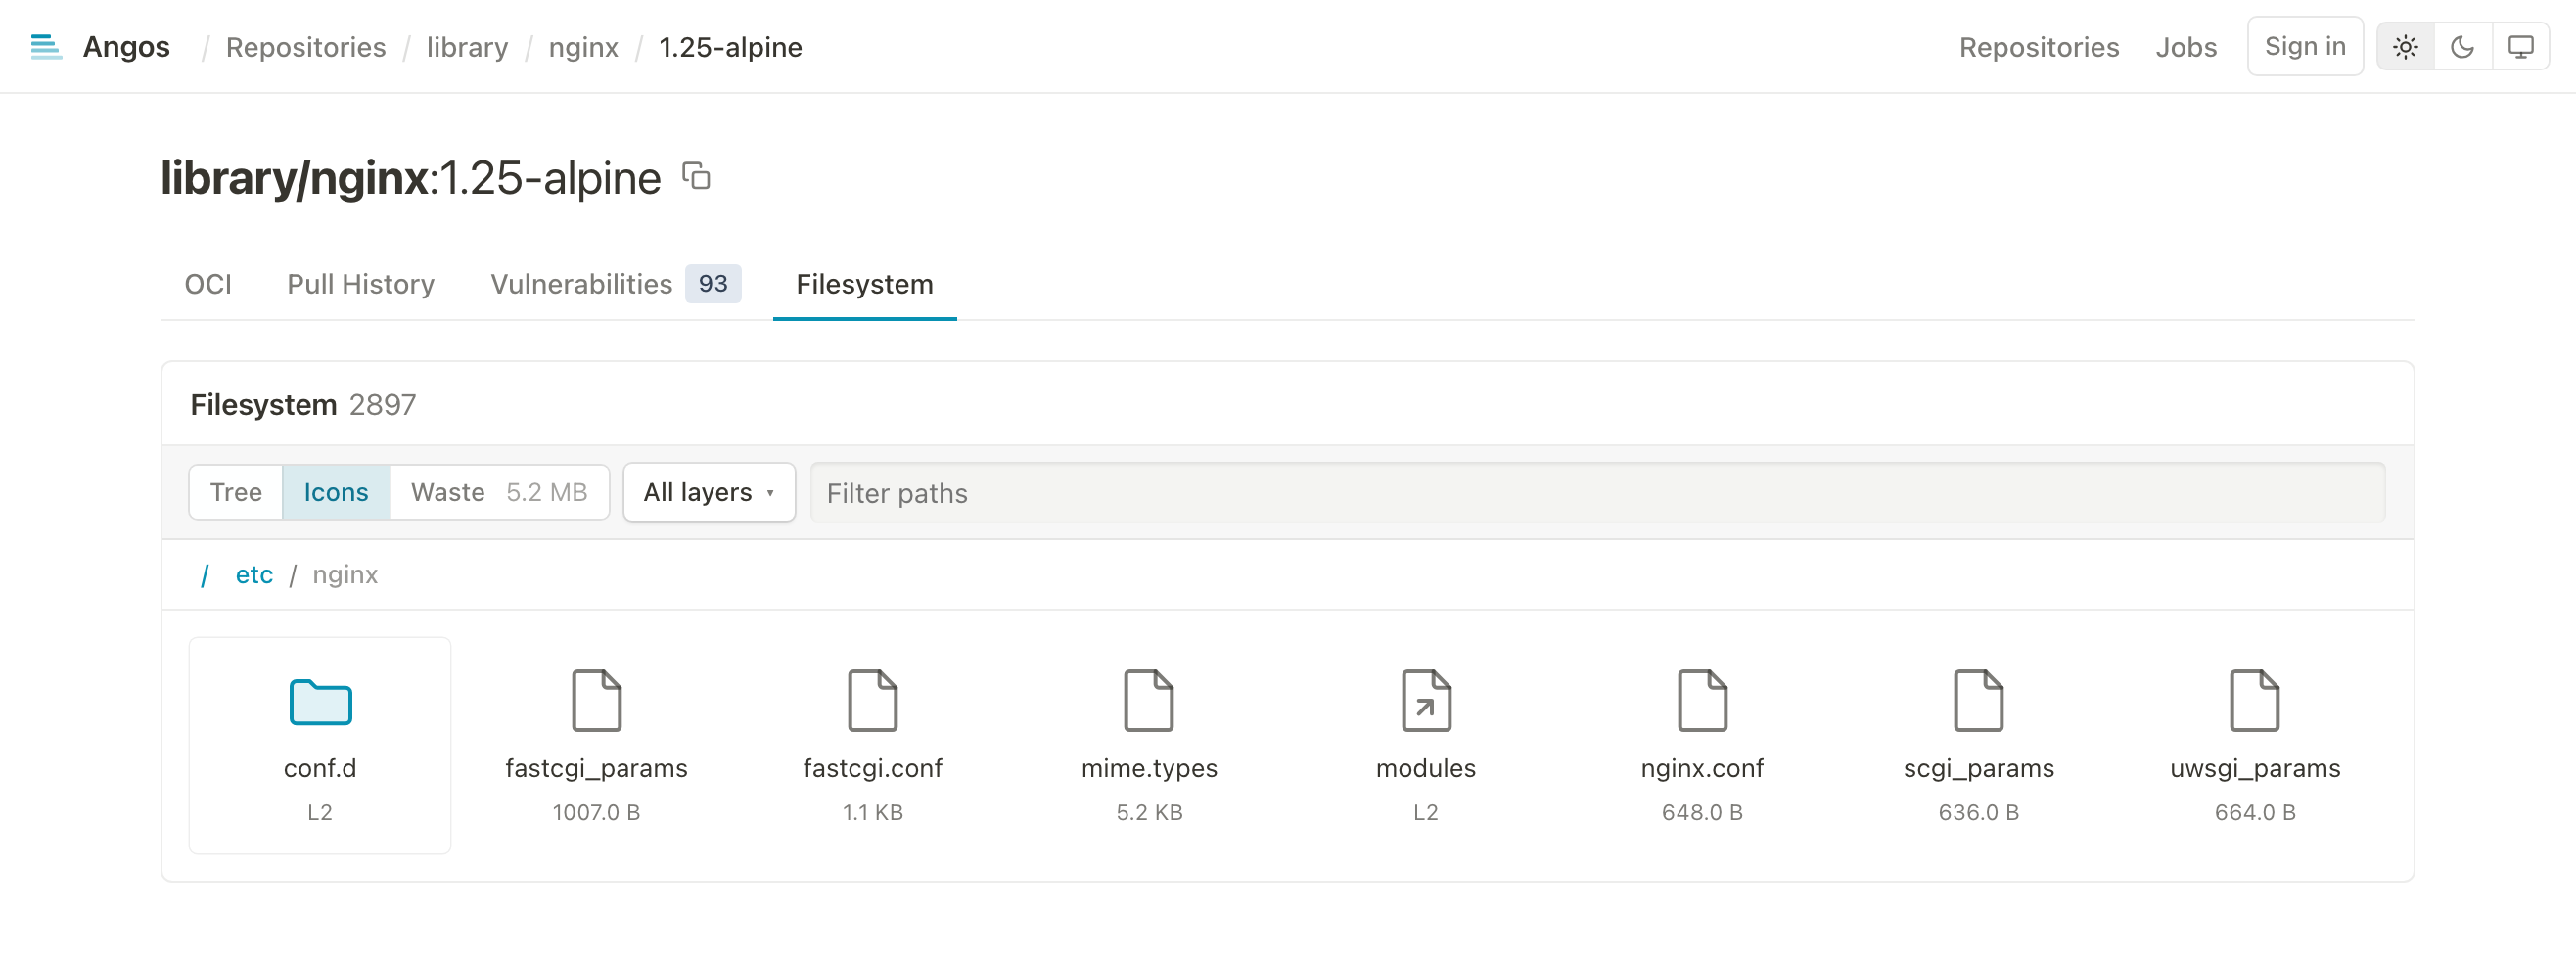 Angos / Repositories / library / nginx / 1.25-alpine Repositories Jobs Sign in
library/nginx:1.25-alpine
OCI Pull History Vulnerabilities 93 Filesystem
Filesystem 2897
Tree Icons Waste 5.2 MB All layers Filter paths
/ etc / nginx
conf.d fastcgi_params fastcgi.conf mime.types modules nginx.conf scgi_params uwsgi_params
L2 1007.0 B 1.1 KB 5.2 KB L2 648.0 B 636.0 B 664.0 B